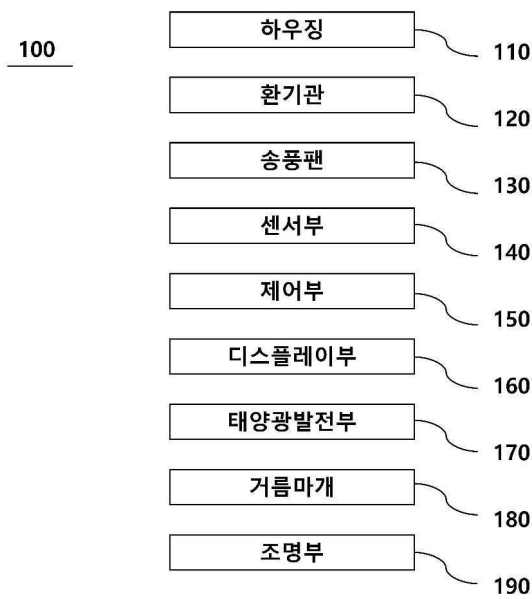 100
하우징
110
환기관
120
송풍팬
130
센서부
140
제어부
150
디스플레이부
160
태양광발전부
170
거름마개
180
조명부
190